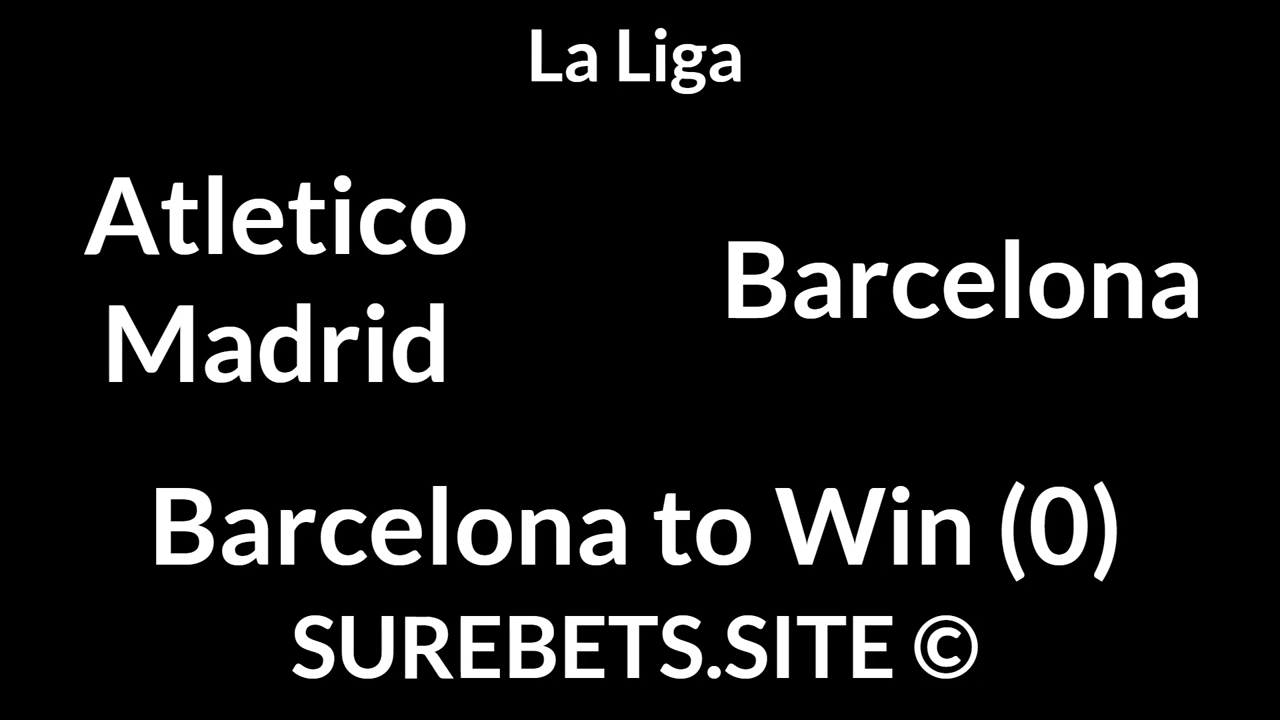 La Liga
Atletico
Madrid
Barcelona
Barcelona to Win (0)
SUREBETS.SITE ©